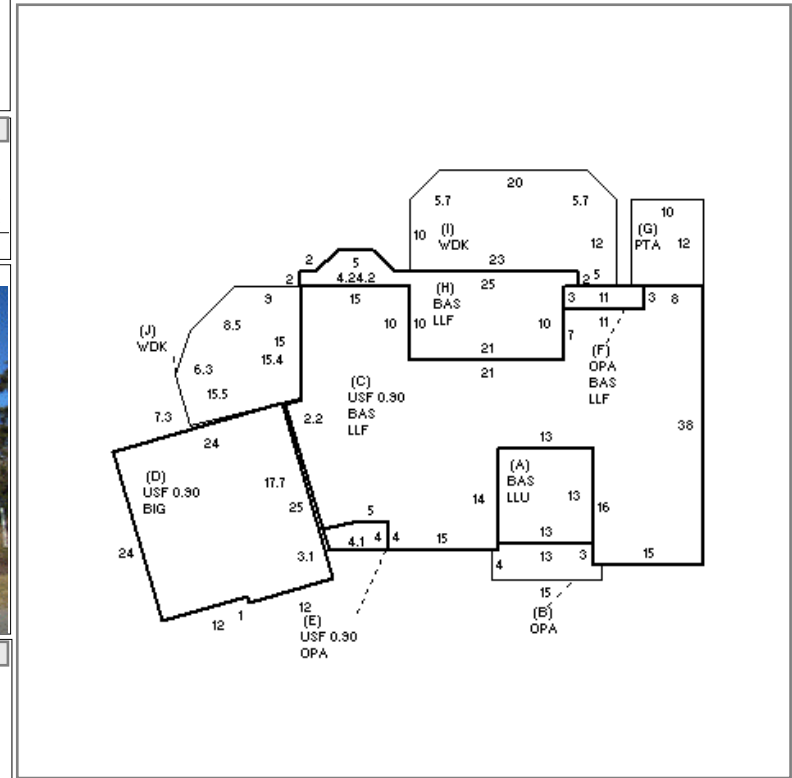 20
5.7 5.7
10
10 (I) (G)
WDK PTA 12
12
2 5 23
2 4.24.2 25 2 5
9 15 (H) 3 11 3 8
BAS
LLF
8.5 10 10 10 11
(J) 15 7
WDK 15.4 21 (F)
6.3 21 OPA
15.5 (C) BAS
USF 0.90 LLF
BAS
LLF
7.3 2.2 38
24 13
(D) (A)
USF 0.90 BAS
BIG LLU
17.7 14 13 16
25
5
24 4.1 4 4 15 13 15
3.1 4 13 3
15
12 1 12 (B)
OPA
(E)
USF 0.90
OPA